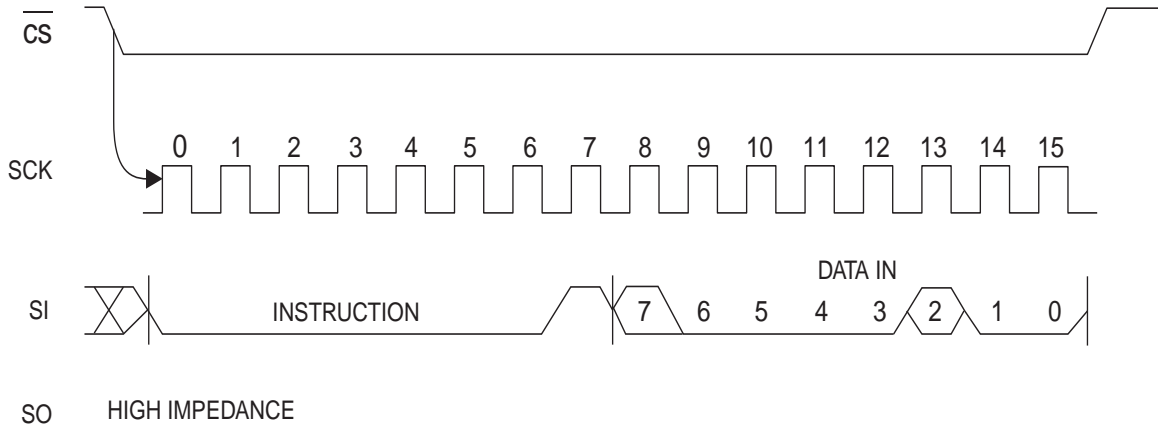 CS
SCK
0 1 2 3 4 5 6 7 8 9 10 11 12 13 14 15
DATA IN
SI
INSTRUCTION
7 6 5 4 3 2 1 0
SO
HIGH IMPEDANCE